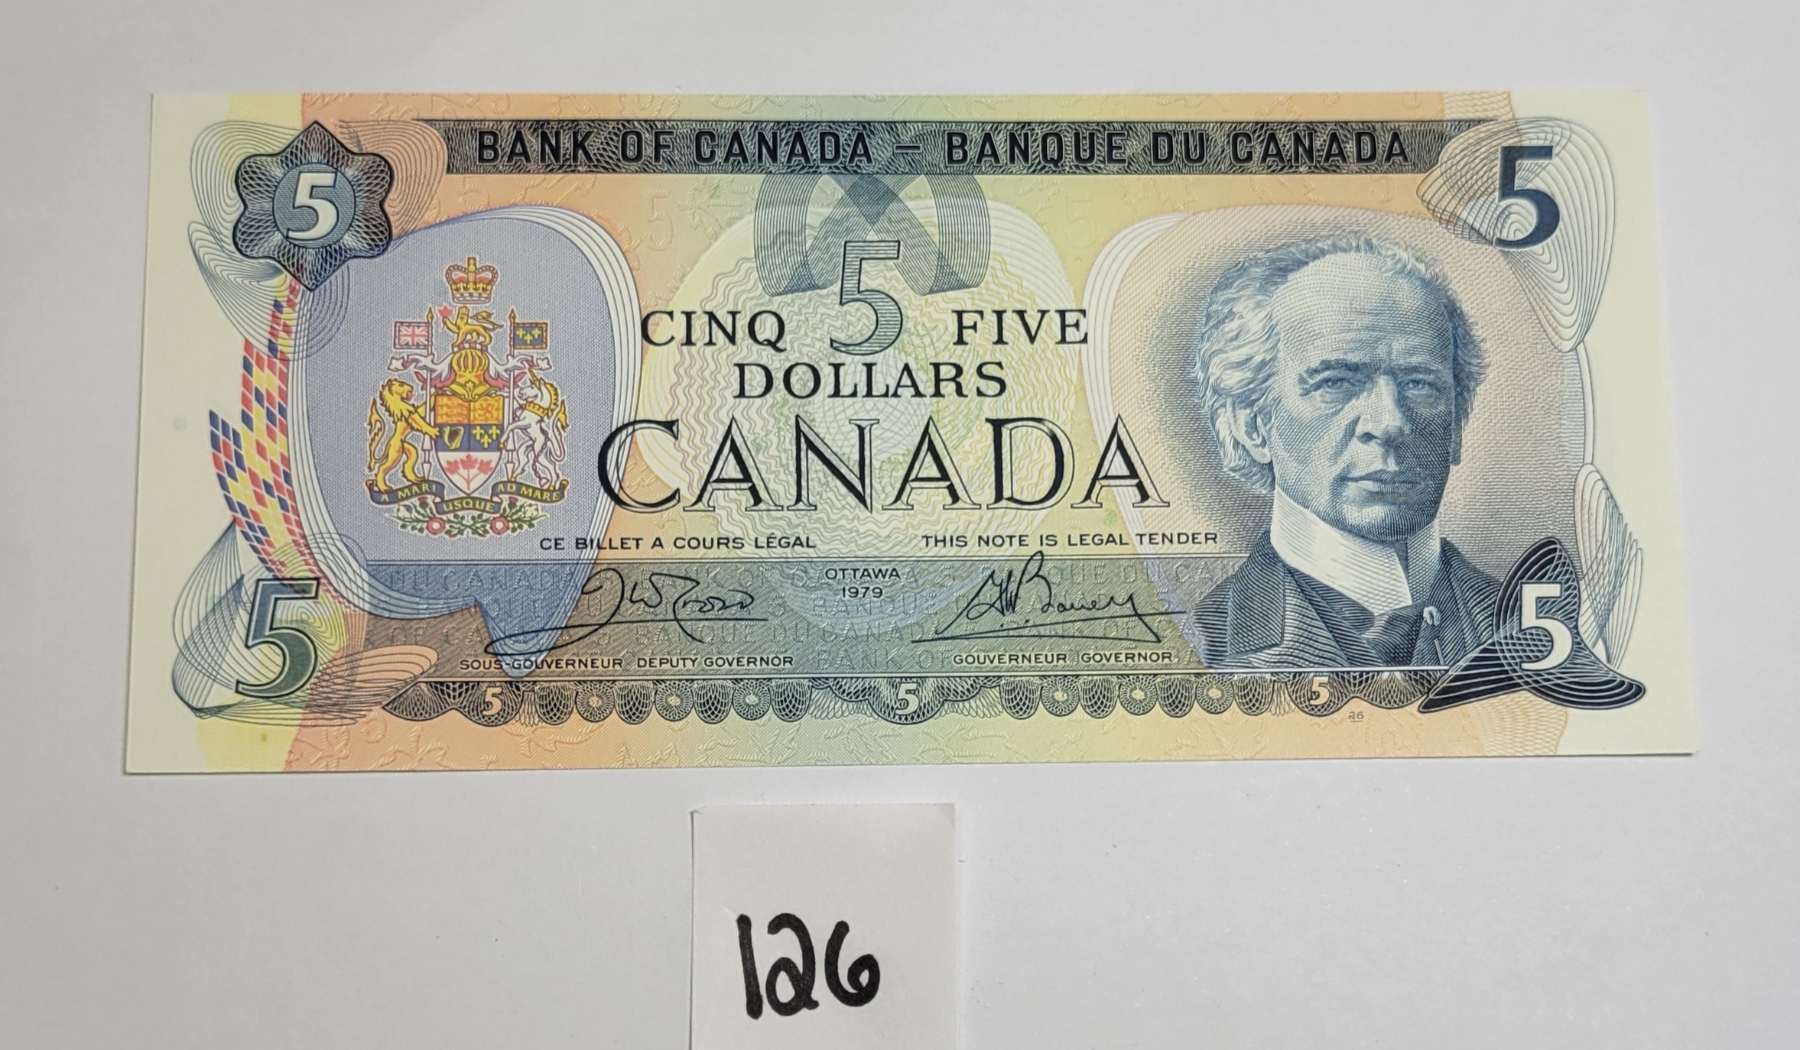 BANK OF CANADA – BANQUE DU CANADA
5
5
5
CINQ FIVE
DOLLARS
CANADA
A MARI USQUE AD MARE
CE BILLET A COURS LÉGAL
THIS NOTE IS LEGAL TENDER
OTTAWA
1979
SOUS-GOUVERNEUR DEPUTY GOVERNOR
GOUVERNEUR GOVERNOR
5
5
5
5
5
26
126